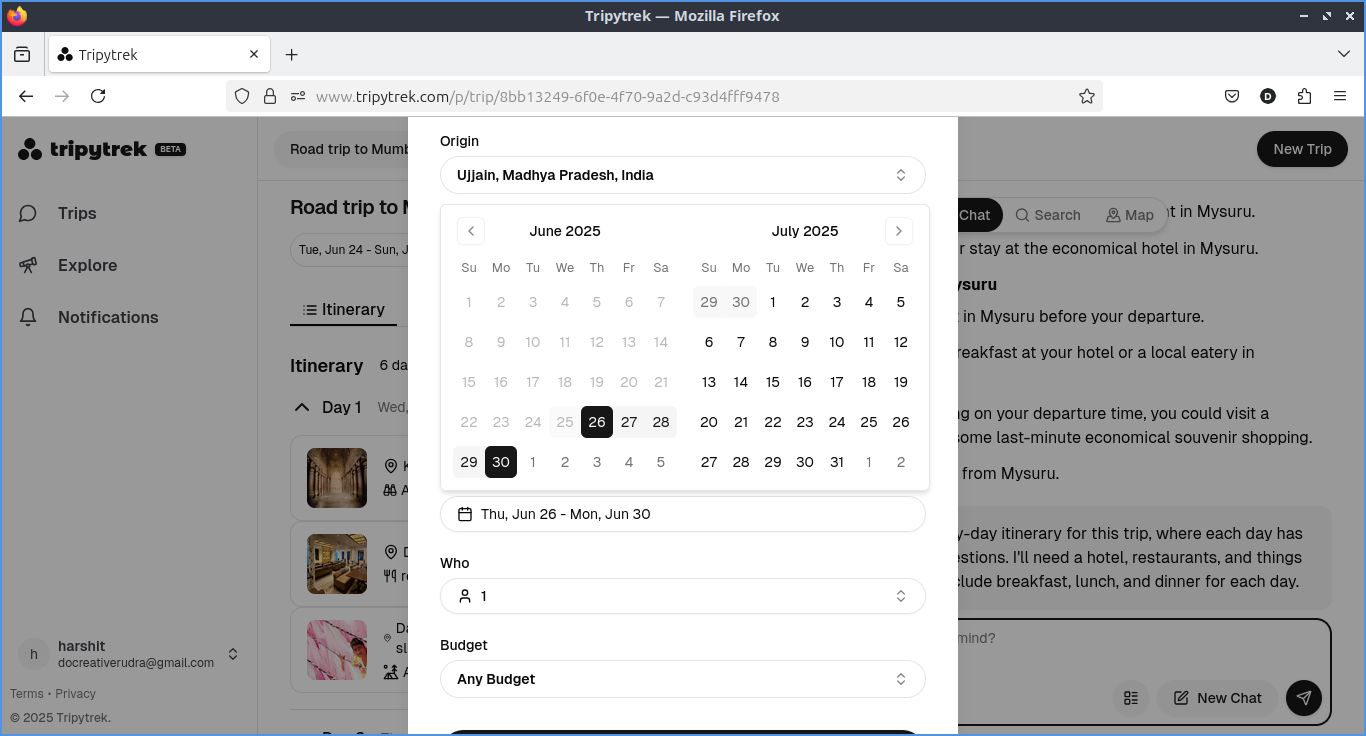 Tripytrek — Mozilla Firefox
Tripytrek
www.tripytrek.com/p/trip/8bb13249-6f0e-4f70-9a2d-c93d4fff9478
D
tripytrek BETA
Trips
Explore
Notifications
h
harshit
docreativerudra@gmail.com
Terms • Privacy
© 2025 Tripytrek.
Road trip to Mumb
New Trip
Road trip to M
Tue, Jun 24 - Sun, J
Itinerary
Itinerary 6 da
Day 1 Wed,
K
A
D
re
Da
sl
A
Origin
Ujjain, Madhya Pradesh, India
June 2025
Su Mo Tu We Th Fr Sa
1 2 3 4 5 6 7
8 9 10 11 12 13 14
15 16 17 18 19 20 21
22 23 24 25 26 27 28
29 30 1 2 3 4 5
July 2025
Su Mo Tu We Th Fr Sa
29 30 1 2 3 4 5
6 7 8 9 10 11 12
13 14 15 16 17 18 19
20 21 22 23 24 25 26
27 28 29 30 31 1 2
Thu, Jun 26 - Mon, Jun 30
Who
1
Budget
Any Budget
Chat Search Map
t in Mysuru.
r stay at the economical hotel in Mysuru.
ysuru
in Mysuru before your departure.
reakfast at your hotel or a local eatery in
ng on your departure time, you could visit a
some last-minute economical souvenir shopping.
from Mysuru.
y-day itinerary for this trip, where each day has
estions. I'll need a hotel, restaurants, and things
clude breakfast, lunch, and dinner for each day.
mind?
New Chat